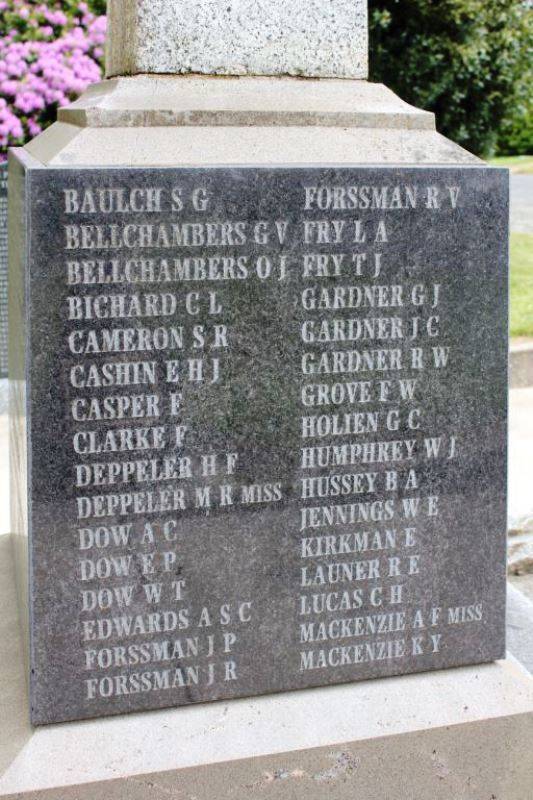 BAULCH S G
BELLCHAMBERS G V
BELLCHAMBERS O J
BICHARD C L
CAMERON S R
CASHIN E H J
CASPER F
CLARKE F
DEPPELER H F
DEPPELER M R MISS
DOW A C
DOW E P
DOW W T
EDWARDS A S C
FORSSMAN J P
FORSSMAN J R
FORSSMAN R V
FRY L A
FRY T J
GARDNER G J
GARDNER J C
GARDNER R W
GROVE F W
HOLIEN G C
HUMPHREY W J
HUSSEY B A
JENNINGS W E
KIRKMAN E
LAUNER R E
LUCAS C H
MACKENZIE A F MISS
MACKENZIE K Y